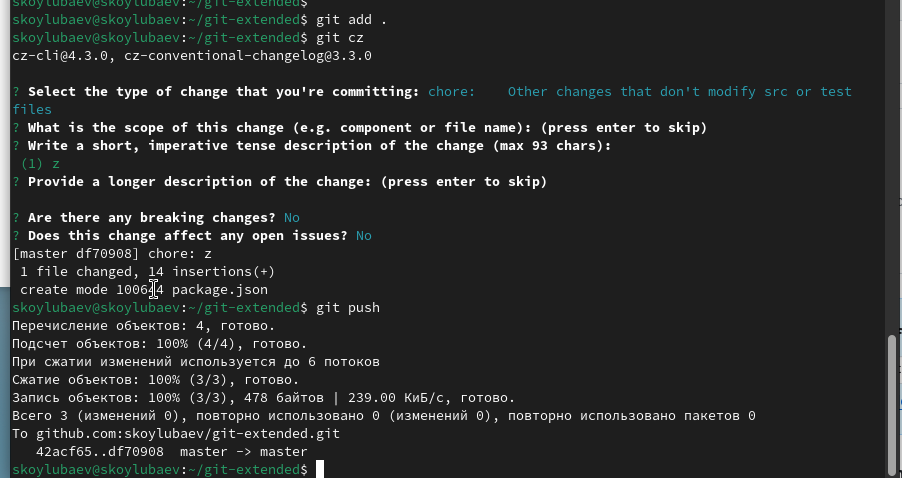 skoylubaev@skoylubaev:~/git-extended$
skoylubaev@skoylubaev:~/git-extended$ git add .
skoylubaev@skoylubaev:~/git-extended$ git cz
cz-cli@4.3.0, cz-conventional-changelog@3.3.0
? Select the type of change that you're committing: chore:    Other changes that don't modify src or test
files
? What is the scope of this change (e.g. component or file name): (press enter to skip)
? Write a short, imperative tense description of the change (max 93 chars):
 (1) z
? Provide a longer description of the change: (press enter to skip)
? Are there any breaking changes? No
? Does this change affect any open issues? No
[master df70908] chore: z
 1 file changed, 14 insertions(+)
 create mode 100644 package.json
skoylubaev@skoylubaev:~/git-extended$ git push
Перечисление объектов: 4, готово.
Подсчет объектов: 100% (4/4), готово.
При сжатии изменений используется до 6 потоков
Сжатие объектов: 100% (3/3), готово.
Запись объектов: 100% (3/3), 478 байтов | 239.00 КиБ/с, готово.
Всего 3 (изменений 0), повторно использовано 0 (изменений 0), повторно использовано пакетов 0
To github.com:skoylubaev/git-extended.git
   42acf65..df70908  master -> master
skoylubaev@skoylubaev:~/git-extended$